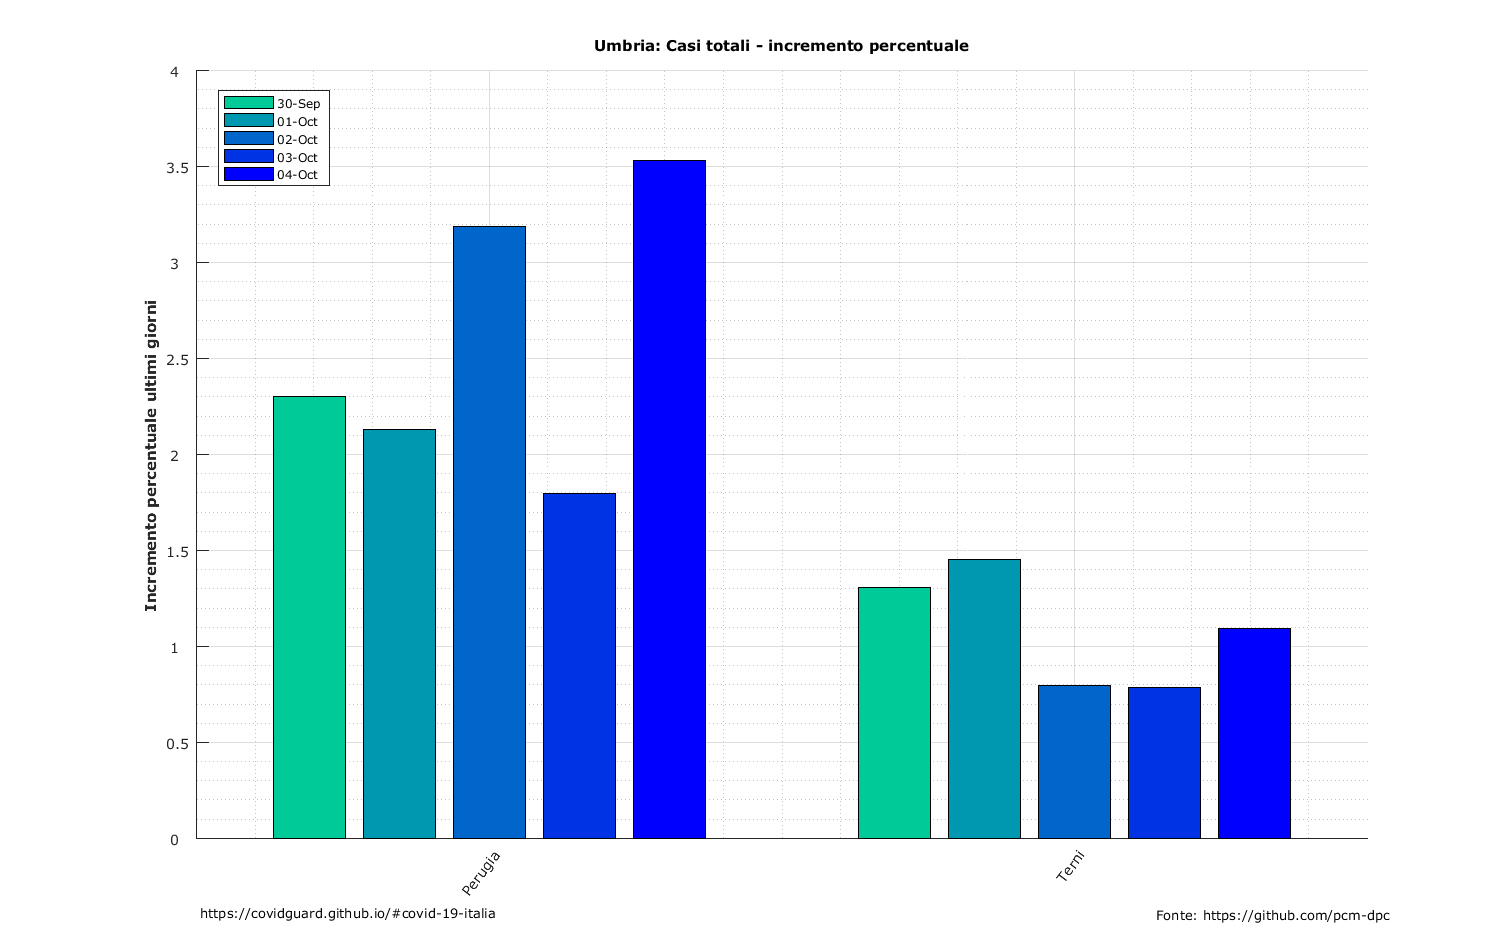 Umbria: Casi totali - incremento percentuale
Incremento percentuale ultimi giorni
4
3.5
3
2.5
2
1.5
1
0.5
0
30-Sep
01-Oct
02-Oct
03-Oct
04-Oct
Perugia
Terni
https://covidguard.github.io/#covid-19-italia
Fonte: https://github.com/pcm-dpc